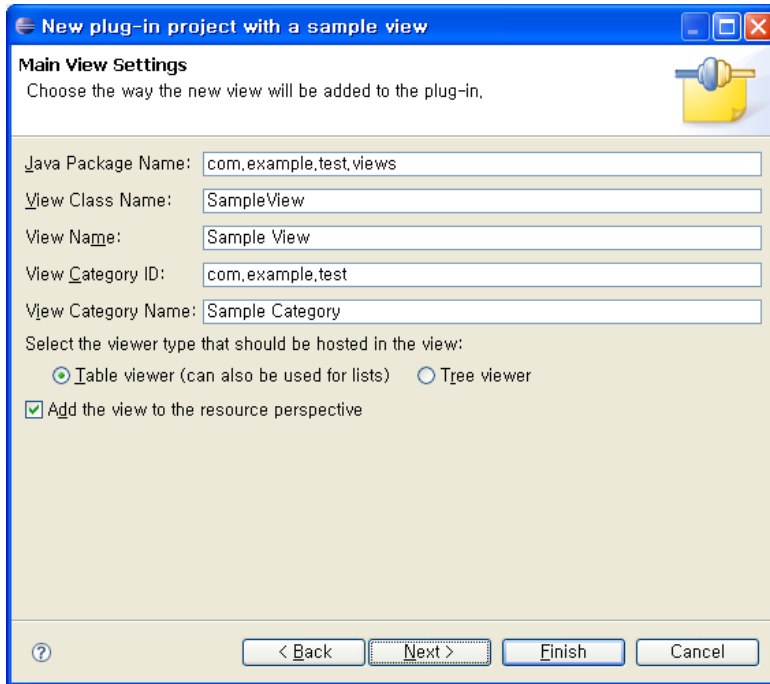 New plug-in project with a sample view
Main View Settings
Choose the way the new view will be added to the plug-in.
Java Package Name: com.example.test.views
View Class Name: SampleView
View Name: Sample View
View Category ID: com.example.test
View Category Name: Sample Category
Select the viewer type that should be hosted in the view:
Table viewer (can also be used for lists) Tree viewer
Add the view to the resource perspective
? < Back Next > Finish Cancel